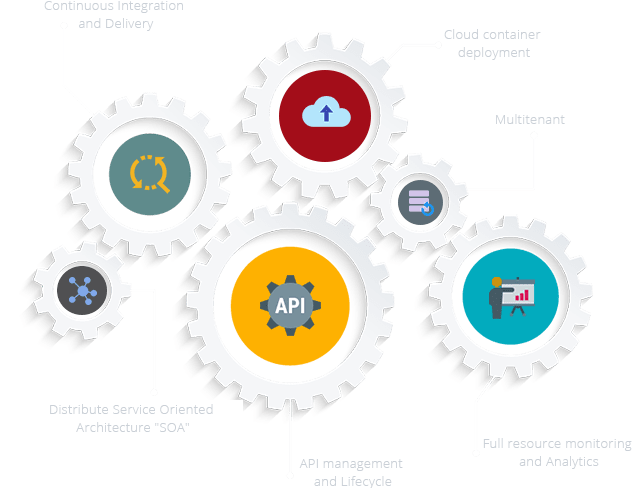 Continuous Integration
and Delivery
Cloud container
deployment
Multitenant
API
Distribute Service Oriented
Architecture "SOA"
Full resource monitoring
and Analytics
API management
and Lifecycle